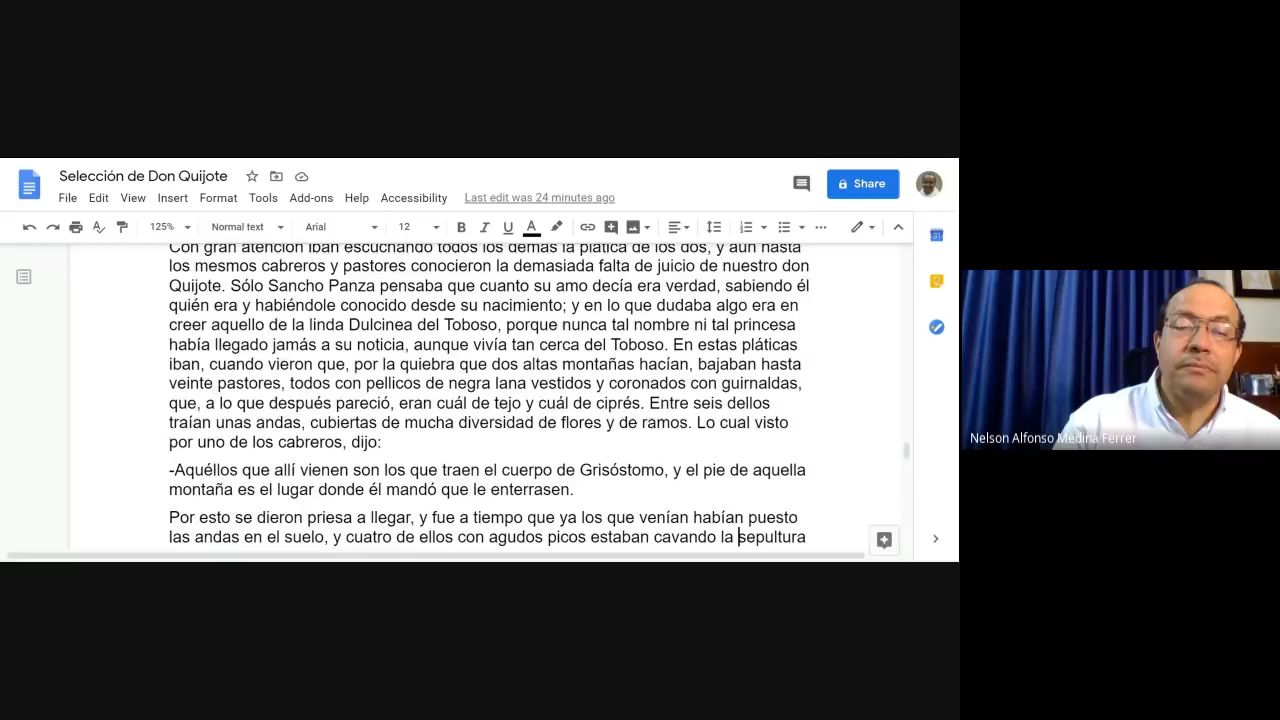 Selección de Don Quijote
File Edit View Insert Format Tools Add-ons Help Accessibility Last edit was 24 minutes ago
Share
125% Normal text Arial 12 B I U A
31
Con gran atención iban escuchando todos los demás la plática de los dos, y aun hasta
los mesmos cabreros y pastores conocieron la demasiada falta de juicio de nuestro don
Quijote. Sólo Sancho Panza pensaba que cuanto su amo decía era verdad, sabiendo él
quién era y habiéndole conocido desde su nacimiento; y en lo que dudaba algo era en
creer aquello de la linda Dulcinea del Toboso, porque nunca tal nombre ni tal princesa
había llegado jamás a su noticia, aunque vivía tan cerca del Toboso. En estas pláticas
iban, cuando vieron que, por la quiebra que dos altas montañas hacían, bajaban hasta
veinte pastores, todos con pellicos de negra lana vestidos y coronados con guirnaldas,
que, a lo que después pareció, eran cuál de tejo y cuál de ciprés. Entre seis dellos
traían unas andas, cubiertas de mucha diversidad de flores y de ramos. Lo cual visto
por uno de los cabreros, dijo:
-Aquéllos que allí vienen son los que traen el cuerpo de Grisóstomo, y el pie de aquella
montaña es el lugar donde él mandó que le enterrasen.
Por esto se dieron priesa a llegar, y fue a tiempo que ya los que venían habían puesto
las andas en el suelo, y cuatro de ellos con agudos picos estaban cavando la sepultura
Nelson Alfonso Medina Ferrer